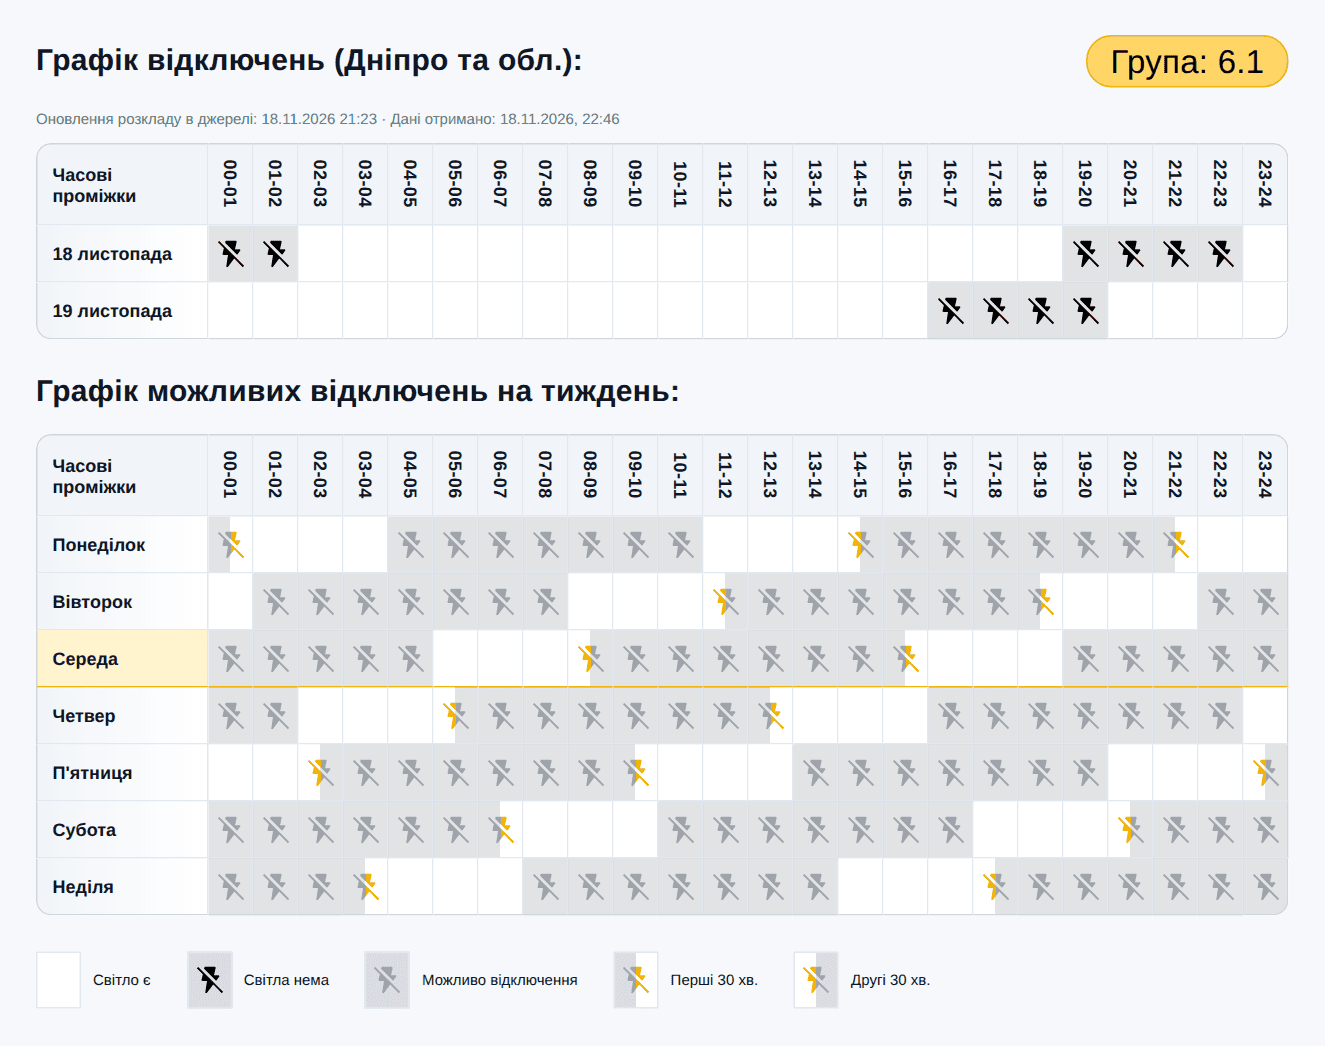 Графік відключень (Дніпро та обл.):
Група: 6.1
Оновлення розкладу в джерелі: 18.11.2026 21:23 · Дані отримано: 18.11.2026, 22:46
Часові проміжки 00-01 01-02 02-03 03-04 04-05 05-06 06-07 07-08 08-09 09-10 10-11 11-12 12-13 13-14 14-15 15-16 16-17 17-18 18-19 19-20 20-21 21-22 22-23 23-24
18 листопада
19 листопада
Графік можливих відключень на тиждень:
Часові проміжки 00-01 01-02 02-03 03-04 04-05 05-06 06-07 07-08 08-09 09-10 10-11 11-12 12-13 13-14 14-15 15-16 16-17 17-18 18-19 19-20 20-21 21-22 22-23 23-24
Понеділок
Вівторок
Середа
Четвер
П'ятниця
Субота
Неділя
Світло є Світла нема Можливо відключення Перші 30 хв. Другі 30 хв.